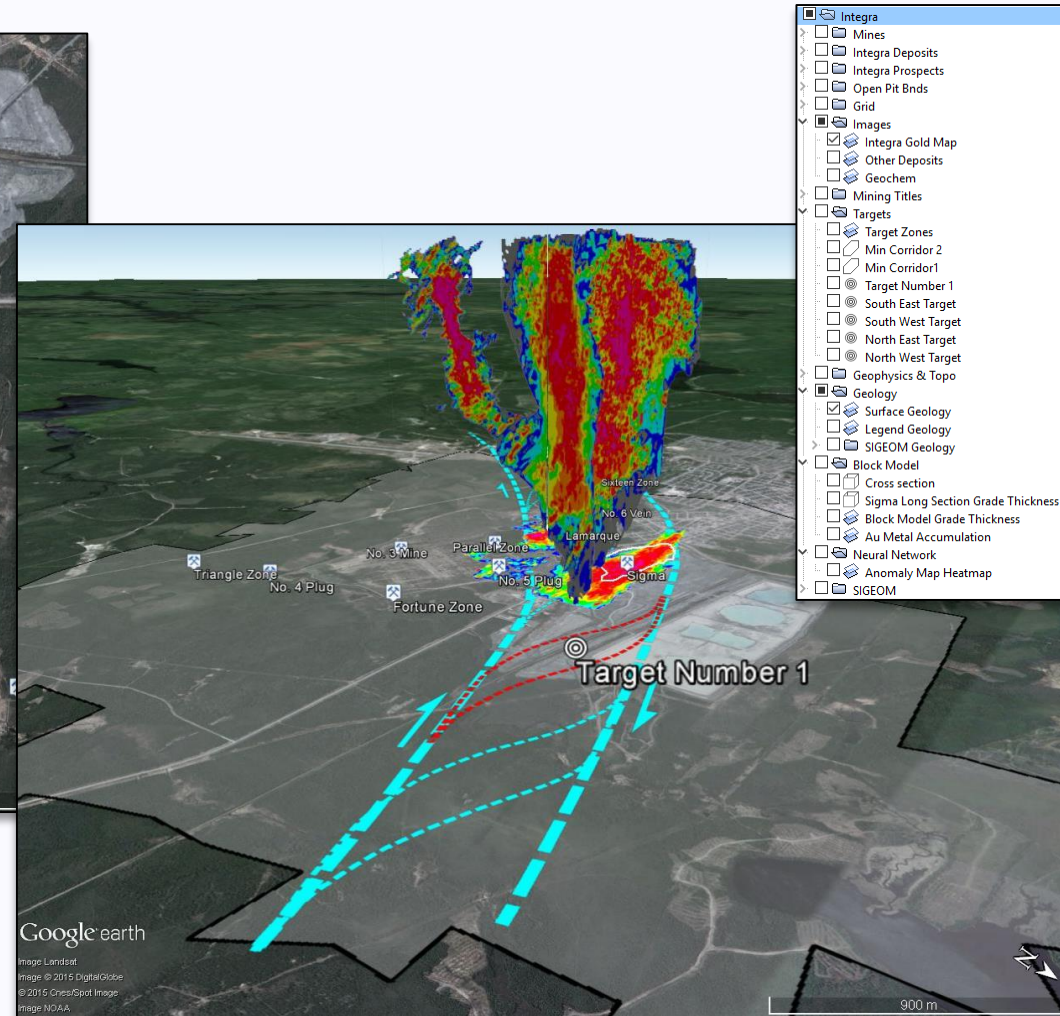 Integra
Mines
Integra Deposits
Integra Prospects
Open Pit Bnds
Grid
Images
Integra Gold Map
Other Deposits
Geochem
Mining Titles
Targets
Target Zones
Min Corridor 2
Min Corridor1
Target Number 1
South East Target
South West Target
North East Target
North West Target
Geophysics & Topo
Geology
Surface Geology
Legend Geology
SIGEOM Geology
Block Model
Cross section
Sigma Long Section Grade Thickness
Block Model Grade Thickness
Au Metal Accumulation
Neural Network
Anomaly Map Heatmap
SIGEOM
Sixteen Zone
No. 6 Vein
Lamarque
No. 3 Mine
Parallel Zone
Triangle Zone
No. 4 Plug
No. 5 Plug
Sigma
Fortune Zone
Target Number 1
Google earth
Image Landsat
Image © 2015 DigitalGlobe
© 2015 Cnes/Spot Image
Image NOAA
N
900 m